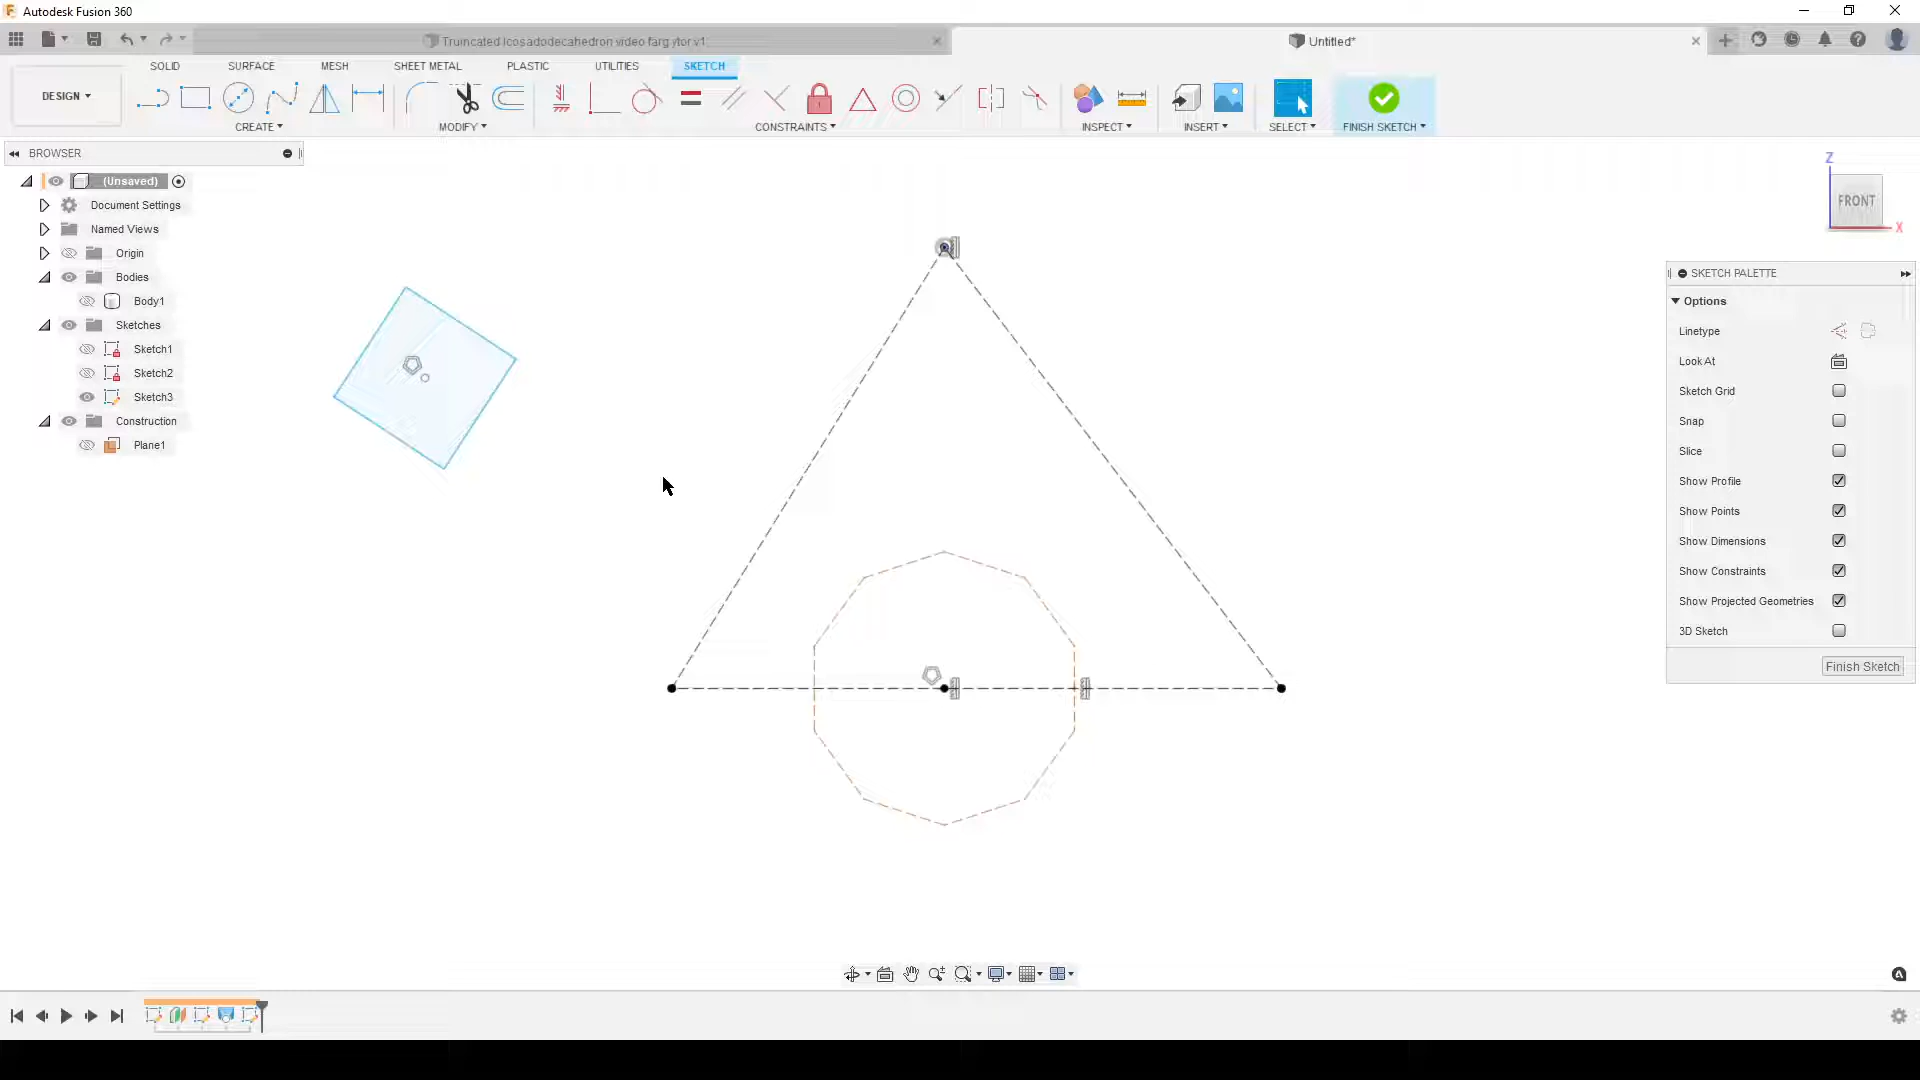 Autodesk Fusion 360
Truncated Icosadodecahedron video farg ytor v1
Untitled*
SOLID
SURFACE
MESH
SHEET METAL
PLASTIC
UTILITIES
SKETCH
DESIGN
CREATE
MODIFY
CONSTRAINTS
INSPECT
INSERT
SELECT
FINISH SKETCH
BROWSER
(Unsaved)
Document Settings
Named Views
Origin
Bodies
Body1
Sketches
Sketch1
Sketch2
Sketch3
Construction
Plane1
Z
FRONT
X
SKETCH PALETTE
Options
Linetype
Look At
Sketch Grid
Snap
Slice
Show Profile
Show Points
Show Dimensions
Show Constraints
Show Projected Geometries
3D Sketch
Finish Sketch